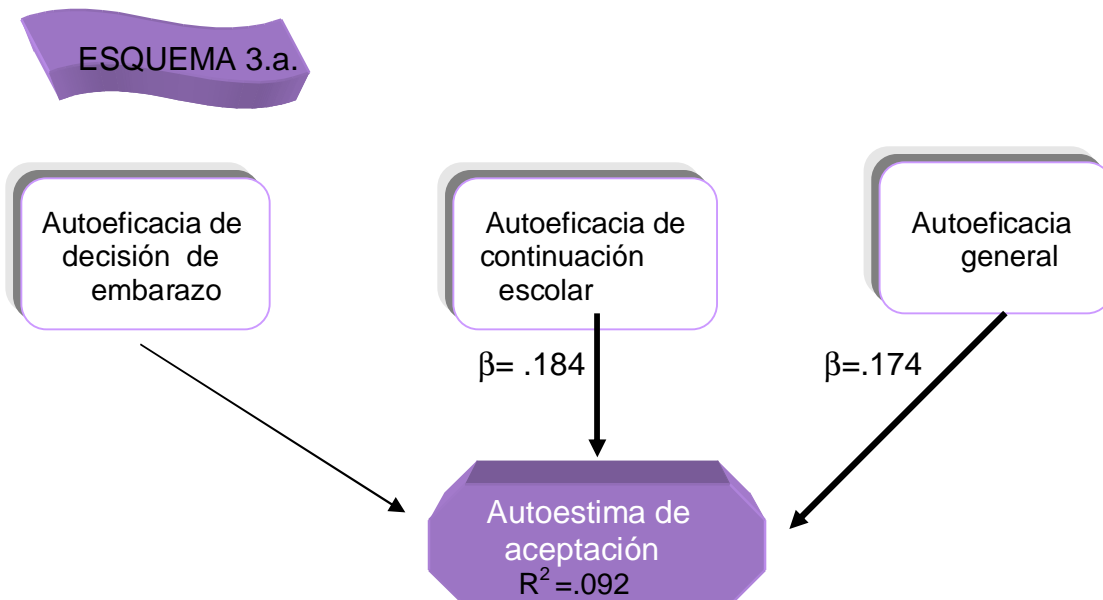 ESQUEMA 3.a.
Autoeficacia de
decisión de
embarazo
Autoeficacia de
continuación
escolar
Autoeficacia
general
β= .184
β=.174
Autoestima de
aceptación
R² =.092